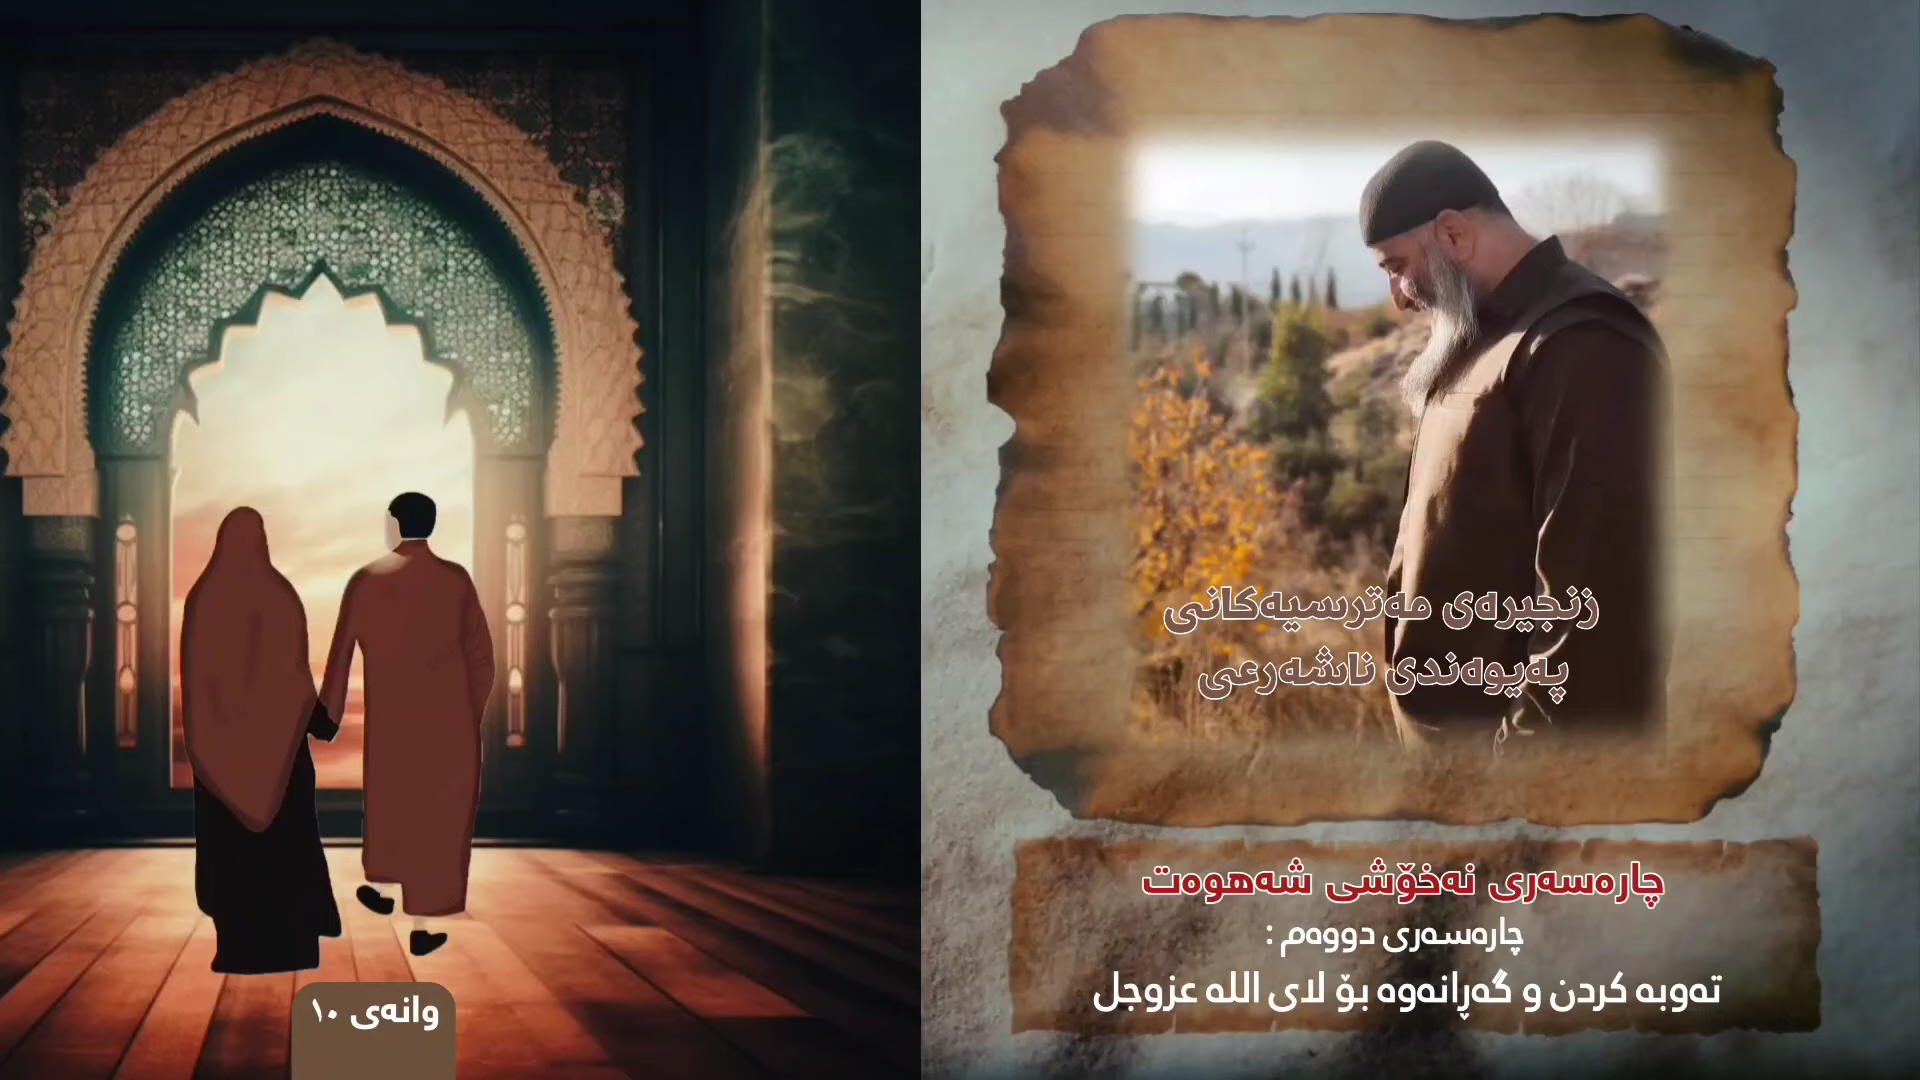 زنجیرەی مەترسیەکانی
پەیوەندی ناشەرعی
چارەسەری نەخۆشی شەهوەت
چارەسەری دووەم :
تەوبە کردن و گەڕانەوە بۆ لای الله عزوجل
وانەی ١٠